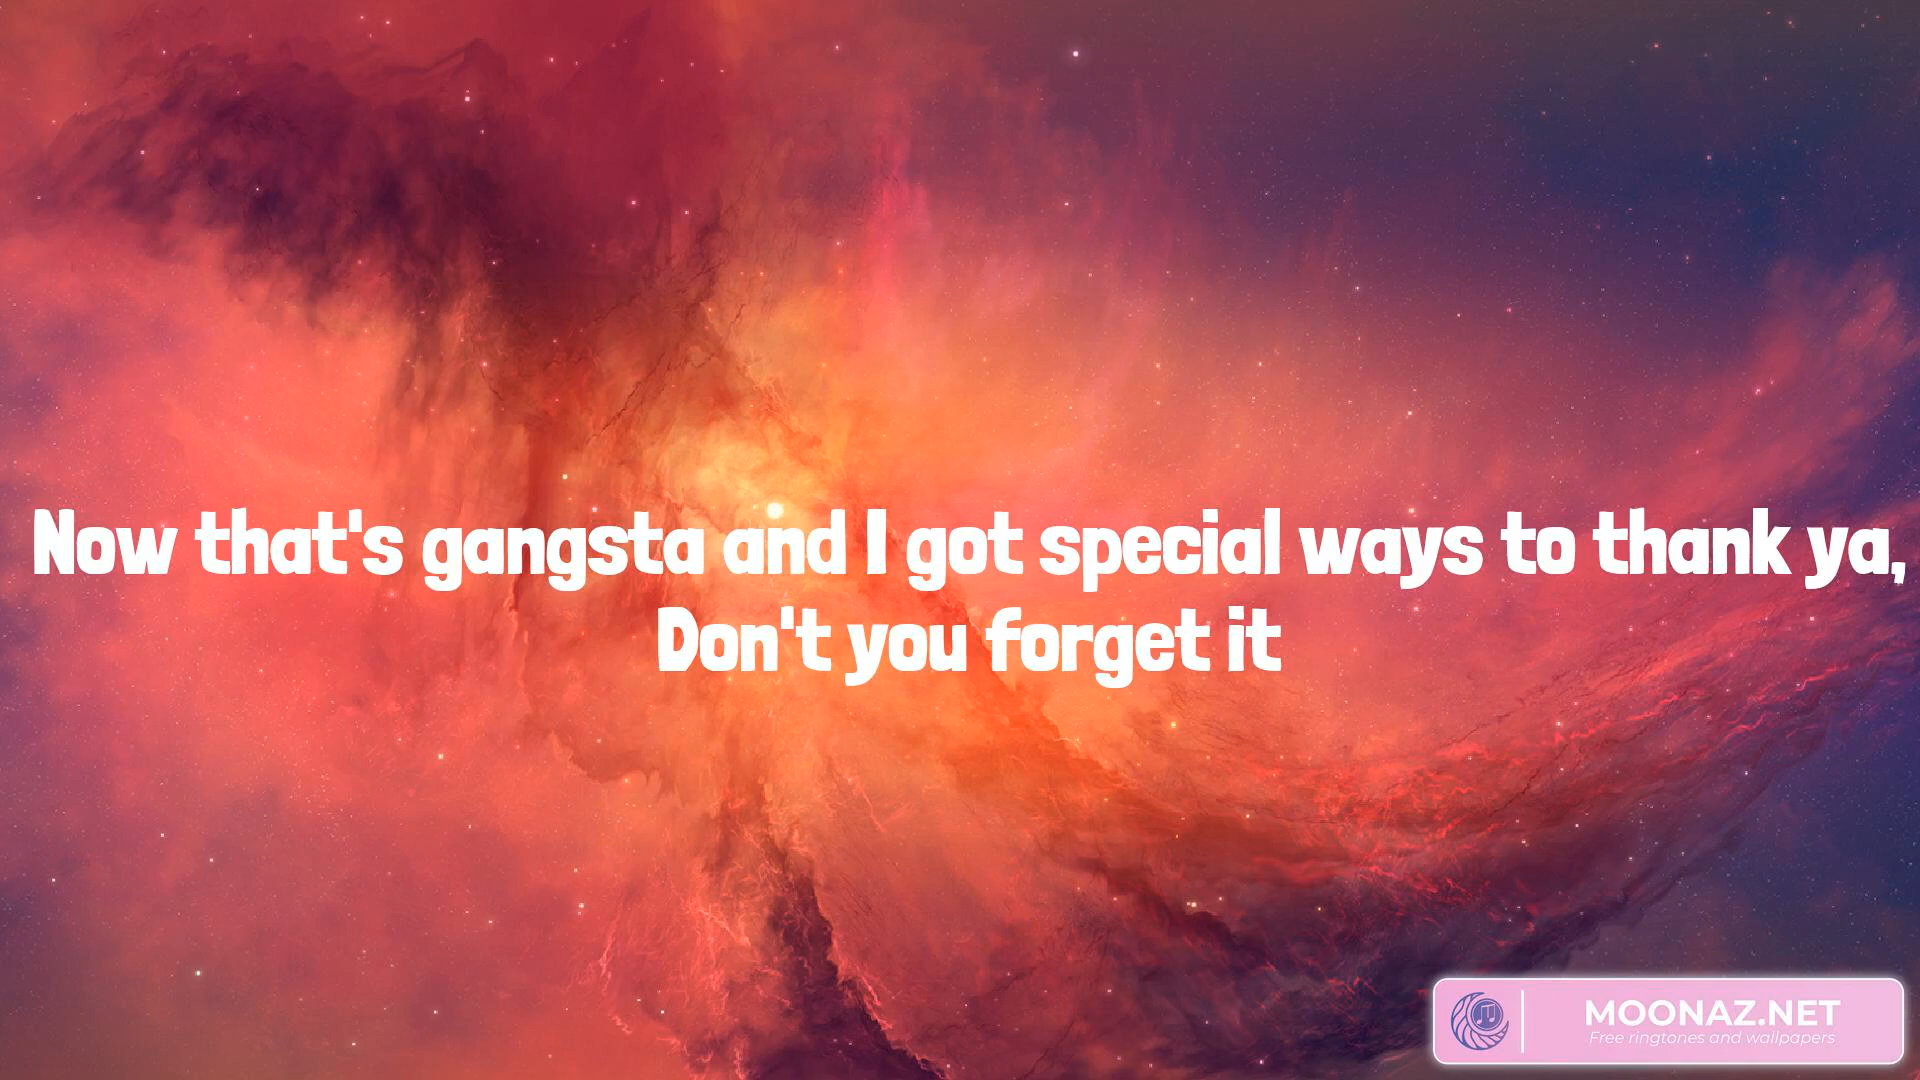 Now that's gangsta and I got special ways to thank ya,
Don't you forget it
MOONAZ.NET
Free ringtones and wallpapers